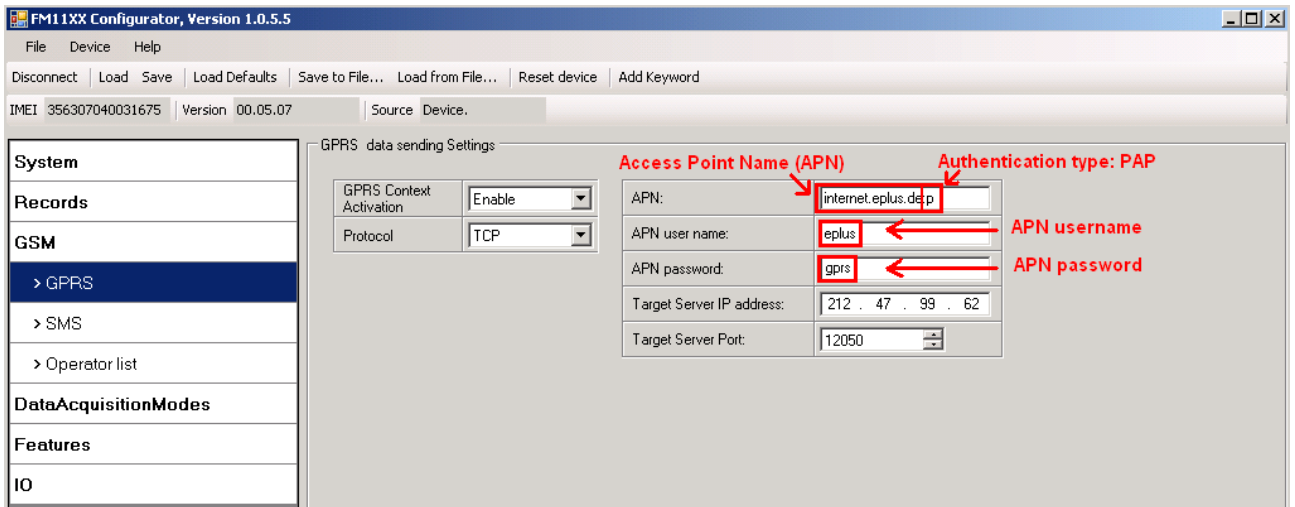 FM11XX Configurator, Version 1.0.5.5
File Device Help
Disconnect Load Save Load Defaults Save to File... Load from File... Reset device Add Keyword
IMEI 356307040031675 Version 00.05.07 Source Device.
System
Records
GSM
> GPRS
> SMS
> Operator list
DataAcquisitionModes
Features
IO
GPRS data sending Settings
GPRS Context Activation Enable
Protocol TCP
Access Point Name (APN)
Authentication type: PAP
APN: internet.eplus.de:p
APN user name: eplus
APN username
APN password: gprs
APN password
Target Server IP address: 212 . 47 . 99 . 62
Target Server Port: 12050